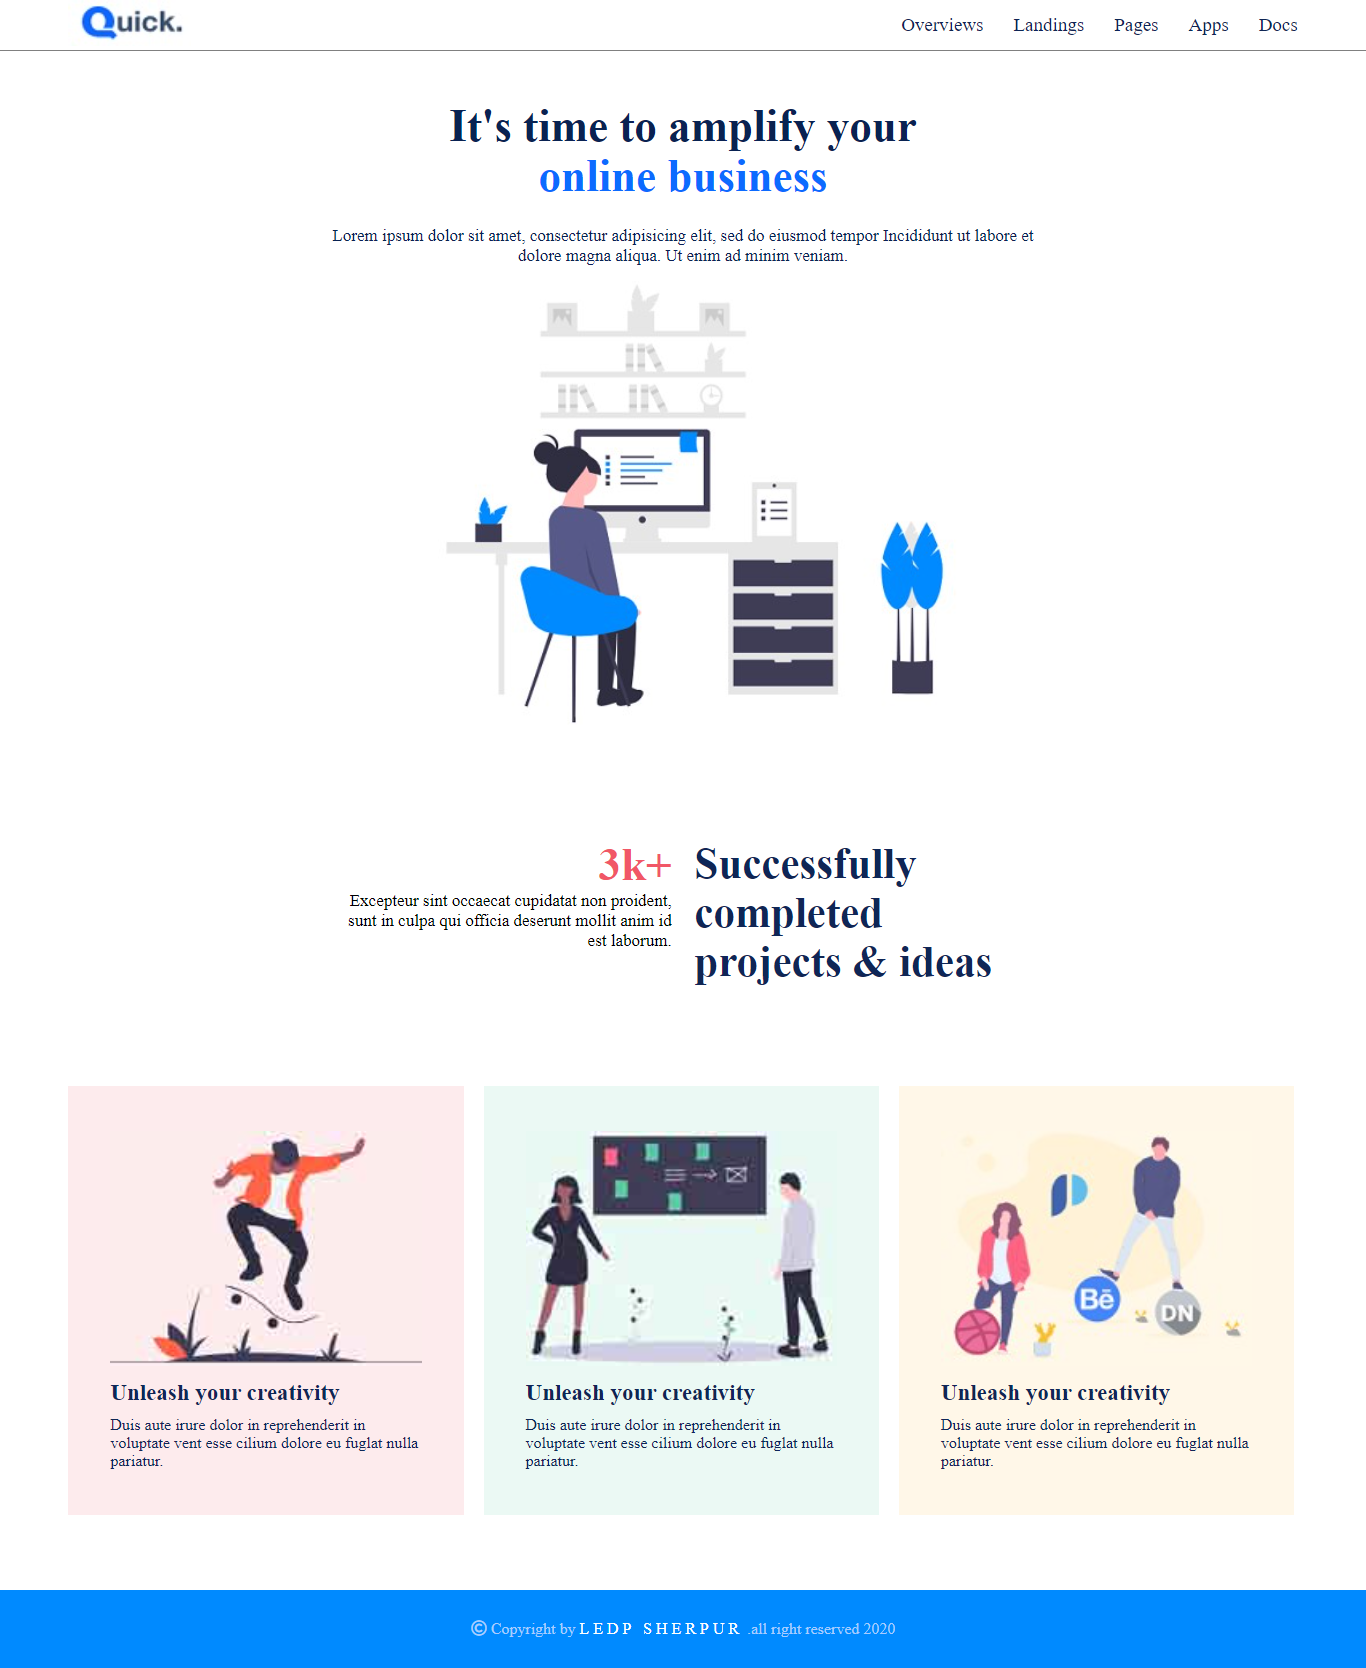 Quick.
Overviews Landings Pages Apps Docs
It's time to amplify your
online business
Lorem ipsum dolor sit amet, consectetur adipisicing elit, sed do eiusmod tempor Incididunt ut labore et
dolore magna aliqua. Ut enim ad minim veniam.
3k+
Excepteur sint occaecat cupidatat non proident,
sunt in culpa qui officia deserunt mollit anim id
est laborum.
Successfully
completed
projects & ideas
Unleash your creativity
Duis aute irure dolor in reprehenderit in
voluptate vent esse cilium dolore eu fuglat nulla
pariatur.
Unleash your creativity
Duis aute irure dolor in reprehenderit in
voluptate vent esse cilium dolore eu fuglat nulla
pariatur.
Bē
DN
Unleash your creativity
Duis aute irure dolor in reprehenderit in
voluptate vent esse cilium dolore eu fuglat nulla
pariatur.
© Copyright by LEDP SHERPUR .all right reserved 2020